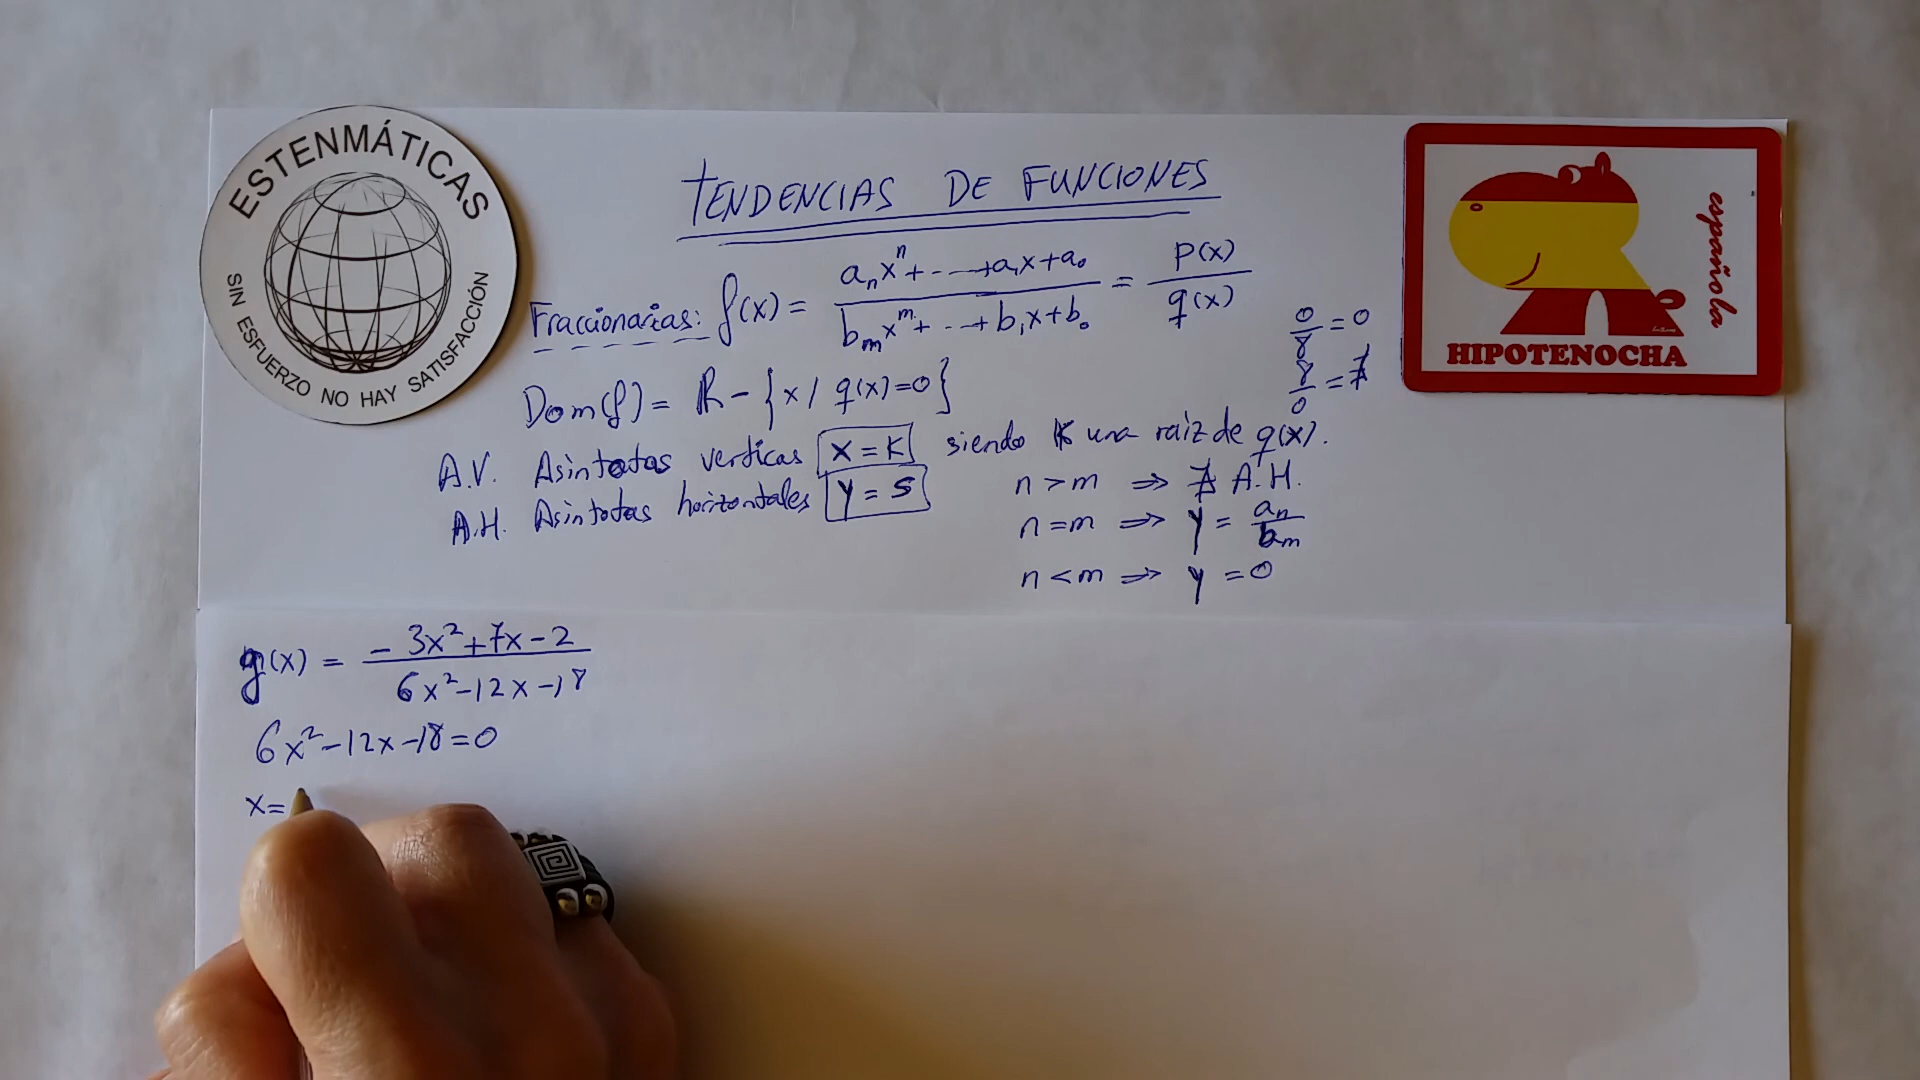 ESTENMÁTICAS
SIN ESFUERZO NO HAY SATISFACCIÓN
TENDENCIAS DE FUNCIONES
Fraccionarias: f(x) = (aₙxⁿ + - - → a₁x + a₀) / (bₘxᵐ + - - + b₁x + b₀) = p(x) / q(x)
0/8 = 0
8/0 = ∄
Dom(f) = ℝ - {x / q(x)=0}
A.V. Asintotas verticas x = k siendo k una raiz de q(x).
A.H. Asintotas horizontales y = s
n > m ⇒ ∄ A.H.
n = m ⇒ y = aₙ/bₘ
n < m ⇒ y = 0
española
HIPOTENOCHA
g(x) = (-3x² + 7x - 2) / (6x² - 12x - 18)
6x² - 12x - 18 = 0
x =